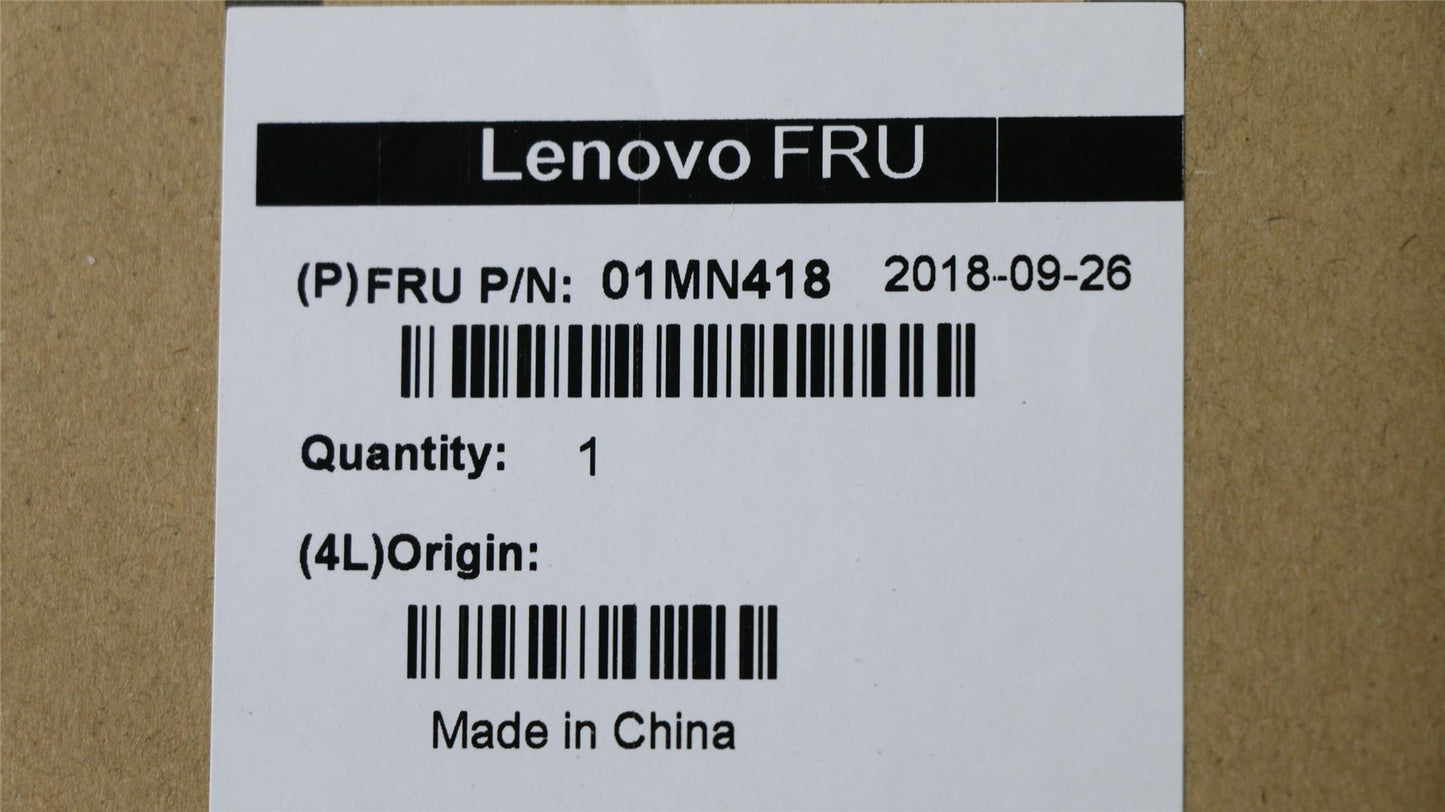 Lenovo FRU
(P)FRU P/N: 01MN418 2018-09-26
Quantity: 1
(4L)Origin:
Made in China